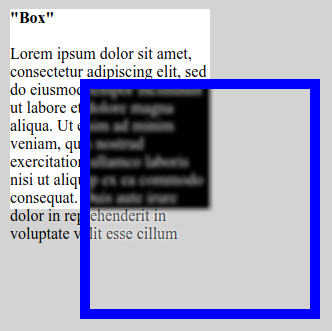 "Box"
Lorem ipsum dolor sit amet,
consectetur adipiscing elit, sed
do eiusmod
ut labore et dolore magna
aliqua. Ut enim ad minim
veniam, quis nostrud
exercitation ullamco laboris
nisi ut aliquip ex ea commodo
consequat. Duis aute irure
dolor in reprehenderit in
voluptate velit esse cillum